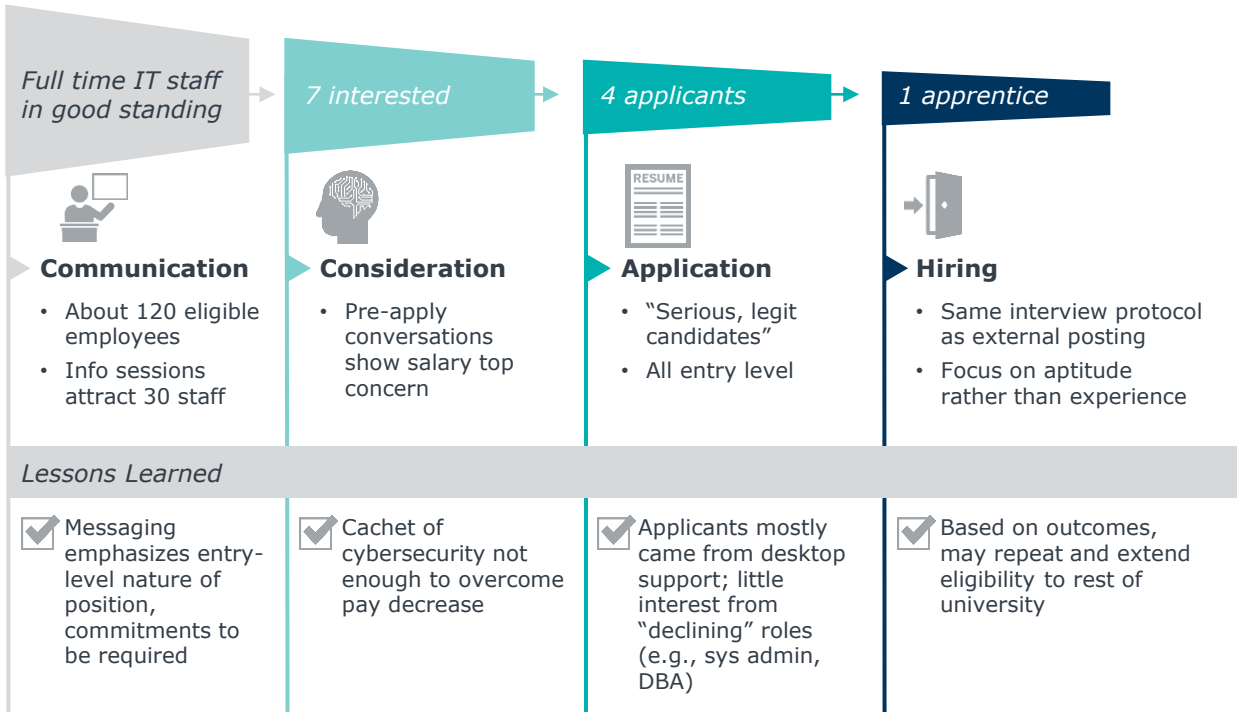 Full time IT staff
in good standing
7 interested
4 applicants
1 apprentice
RESUME
Communication
• About 120 eligible
employees
• Info sessions
attract 30 staff
Consideration
• Pre-apply
conversations
show salary top
concern
Application
• “Serious, legit
candidates”
• All entry level
Hiring
• Same interview protocol
as external posting
• Focus on aptitude
rather than experience
Lessons Learned
Messaging
emphasizes entry-
level nature of
position,
commitments to
be required
Cachet of
cybersecurity not
enough to overcome
pay decrease
Applicants mostly
came from desktop
support; little
interest from
“declining” roles
(e.g., sys admin,
DBA)
Based on outcomes,
may repeat and extend
eligibility to rest of
university